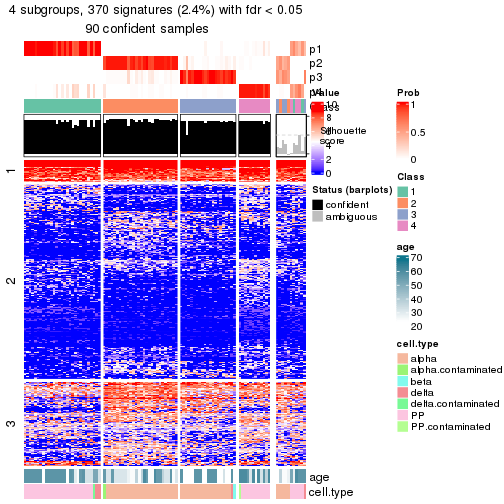 4 subgroups, 370 signatures (2.4%) with fdr < 0.05
90 confident samples
p1
p2
p3
p4
Class
Silhouette
score
1
2
3
age
cell.type
Value
10
8
6
4
2
0
Status (barplots)
confident
ambiguous
Prob
1
0.5
0
Class
1
2
3
4
age
70
60
50
40
30
20
cell.type
alpha
alpha.contaminated
beta
delta
delta.contaminated
PP
PP.contaminated